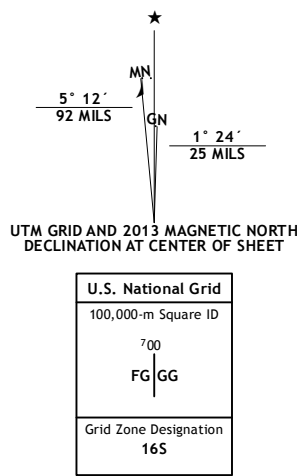 ★
MN
5° 12´
92 MILS
GN
1° 24´
25 MILS
UTM GRID AND 2013 MAGNETIC NORTH
DECLINATION AT CENTER OF SHEET
U.S. National Grid
100,000-m Square ID
⁷00
FG GG
Grid Zone Designation
16S